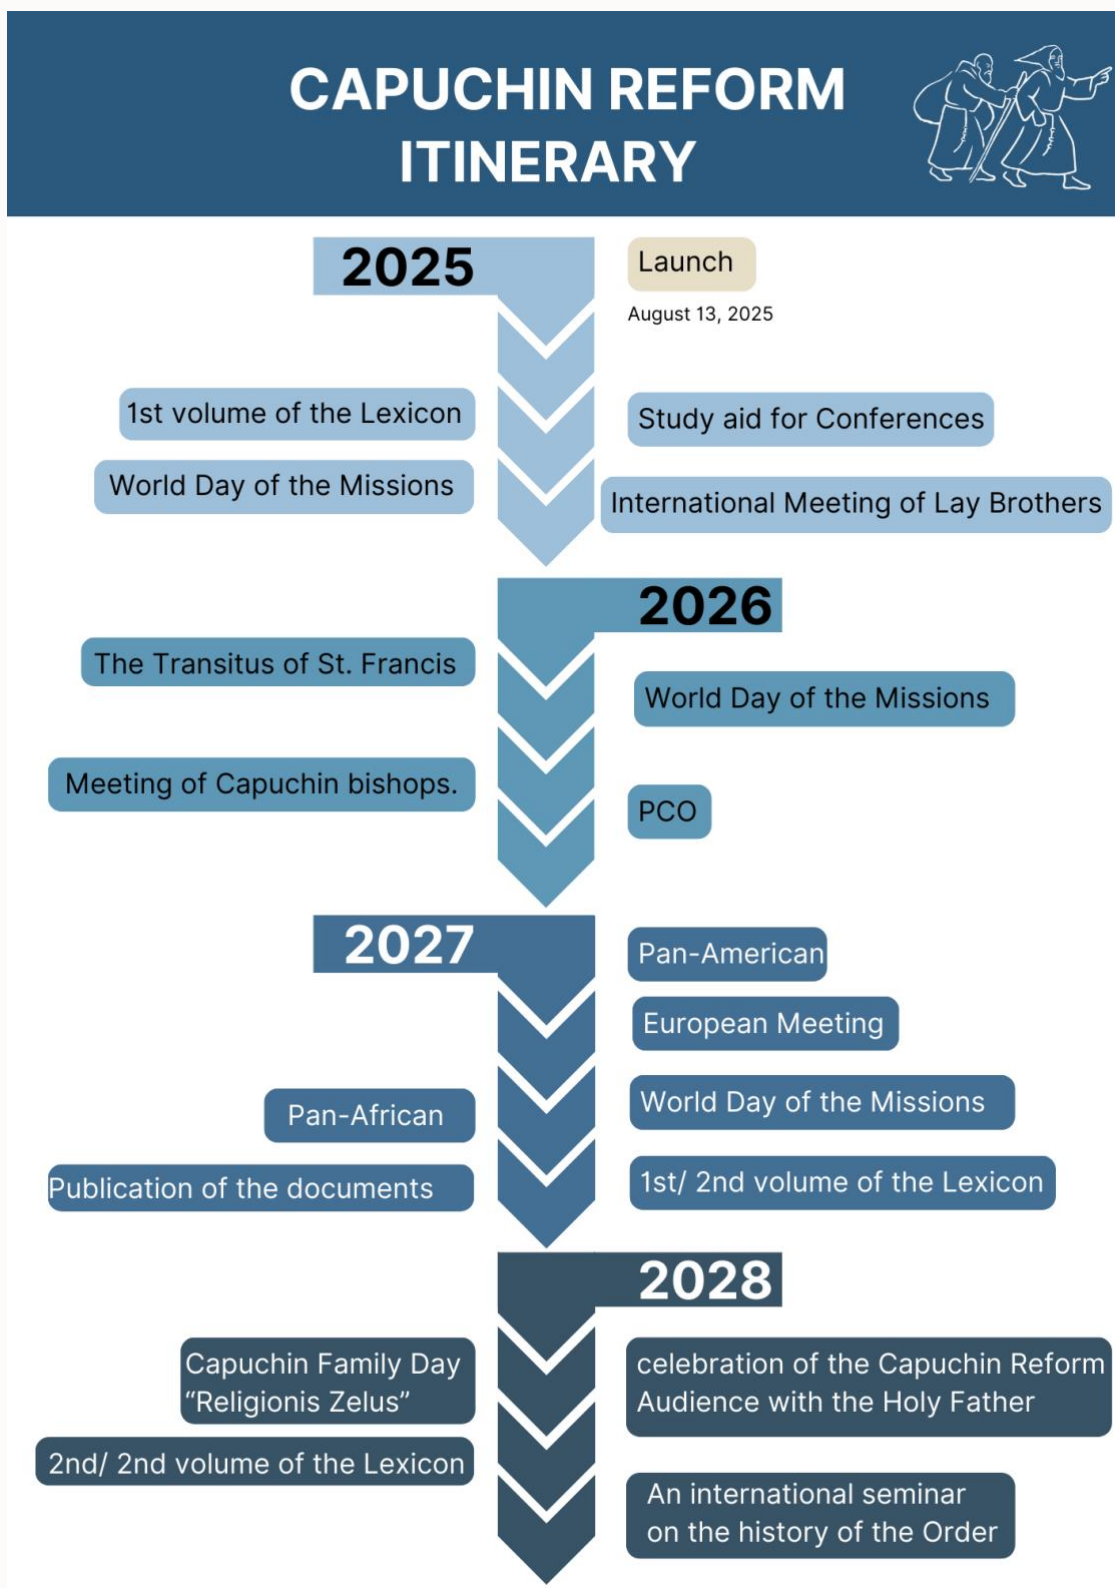 CAPUCHIN REFORM
ITINERARY
2025
Launch
August 13, 2025
1st volume of the Lexicon
Study aid for Conferences
World Day of the Missions
International Meeting of Lay Brothers
2026
The Transitus of St. Francis
World Day of the Missions
Meeting of Capuchin bishops.
PCO
2027
Pan-American
European Meeting
Pan-African
World Day of the Missions
Publication of the documents
1st/ 2nd volume of the Lexicon
2028
Capuchin Family Day
“Religionis Zelus”
celebration of the Capuchin Reform
Audience with the Holy Father
2nd/ 2nd volume of the Lexicon
An international seminar
on the history of the Order